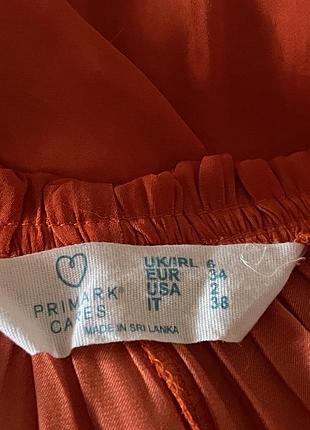 PRIMARK®
CARES
UK/IRL 6
EUR 34
USA 2
IT 38
MADE IN SRI LANKA